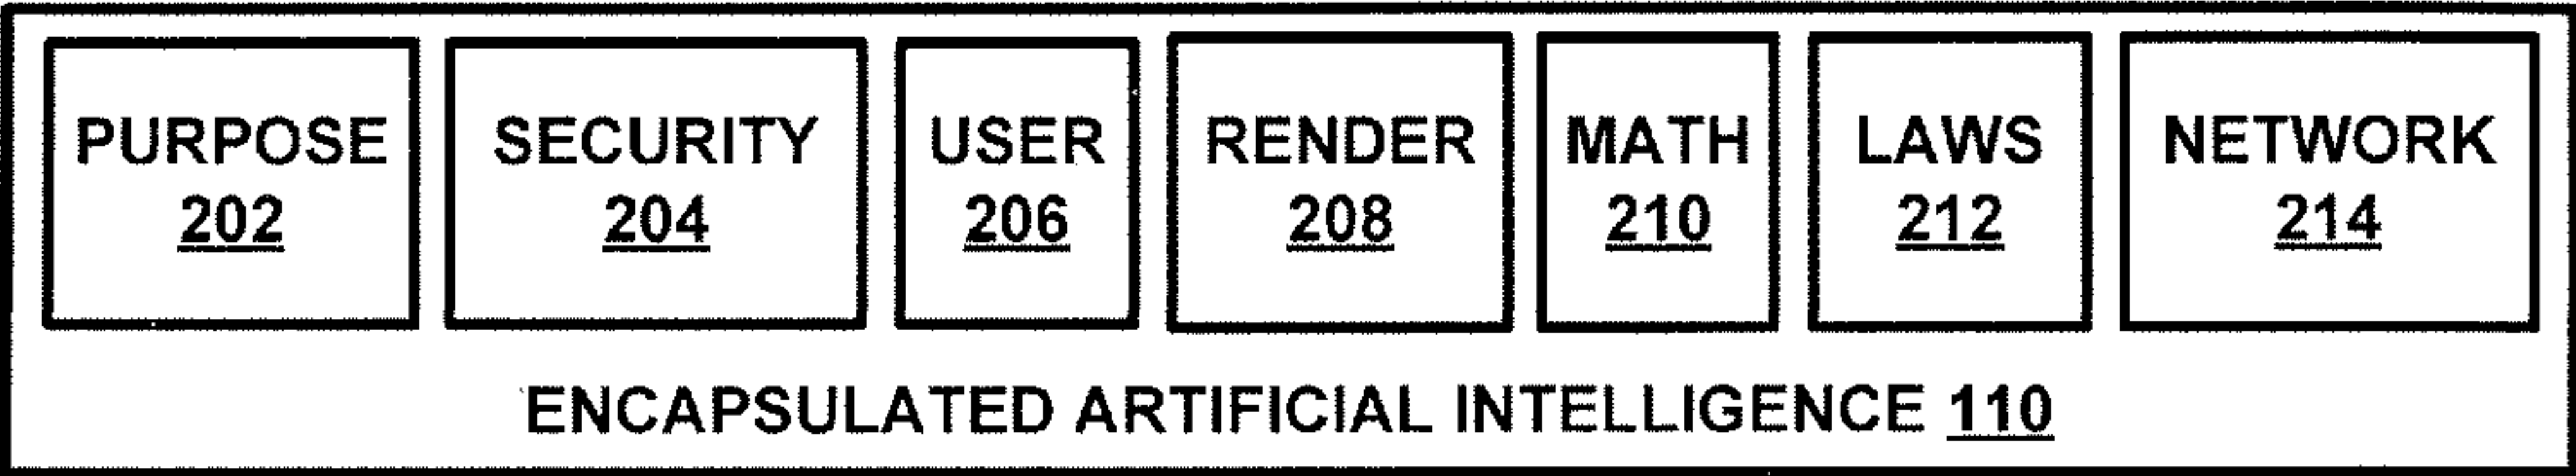 PURPOSE SECURITY USER RENDER MATH LAWS NETWORK
202 204 206 208 210 212 214
ENCAPSULATED ARTIFICIAL INTELLIGENCE 110